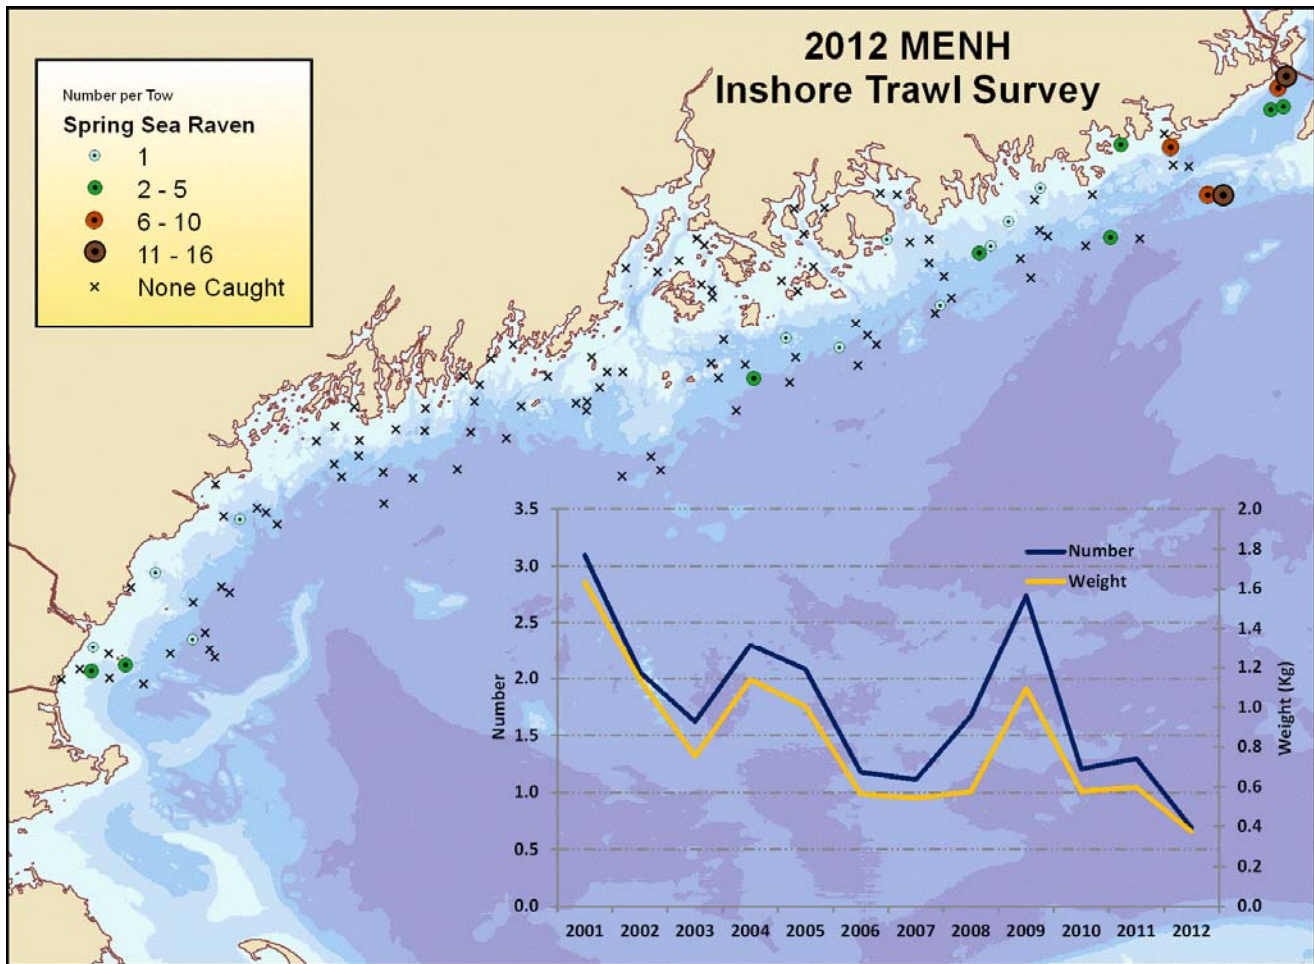 2012 MENH
Inshore Trawl Survey
Number per Tow
Spring Sea Raven
1
2 - 5
6 - 10
11 - 16
None Caught
3.5
3.0
2.5
2.0
1.5
1.0
0.5
0.0
Number
Number
Weight
2.0
1.8
1.6
1.4
1.2
1.0
0.8
0.6
0.4
0.2
0.0
Weight (Kg)
2001 2002 2003 2004 2005 2006 2007 2008 2009 2010 2011 2012